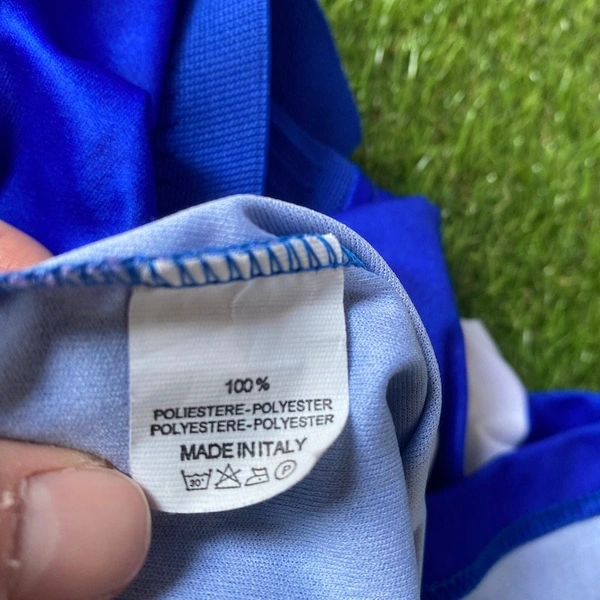 100%
POLIESTERE-POLYESTER
POLYESTERE-POLYESTER
MADE IN ITALY
30° P